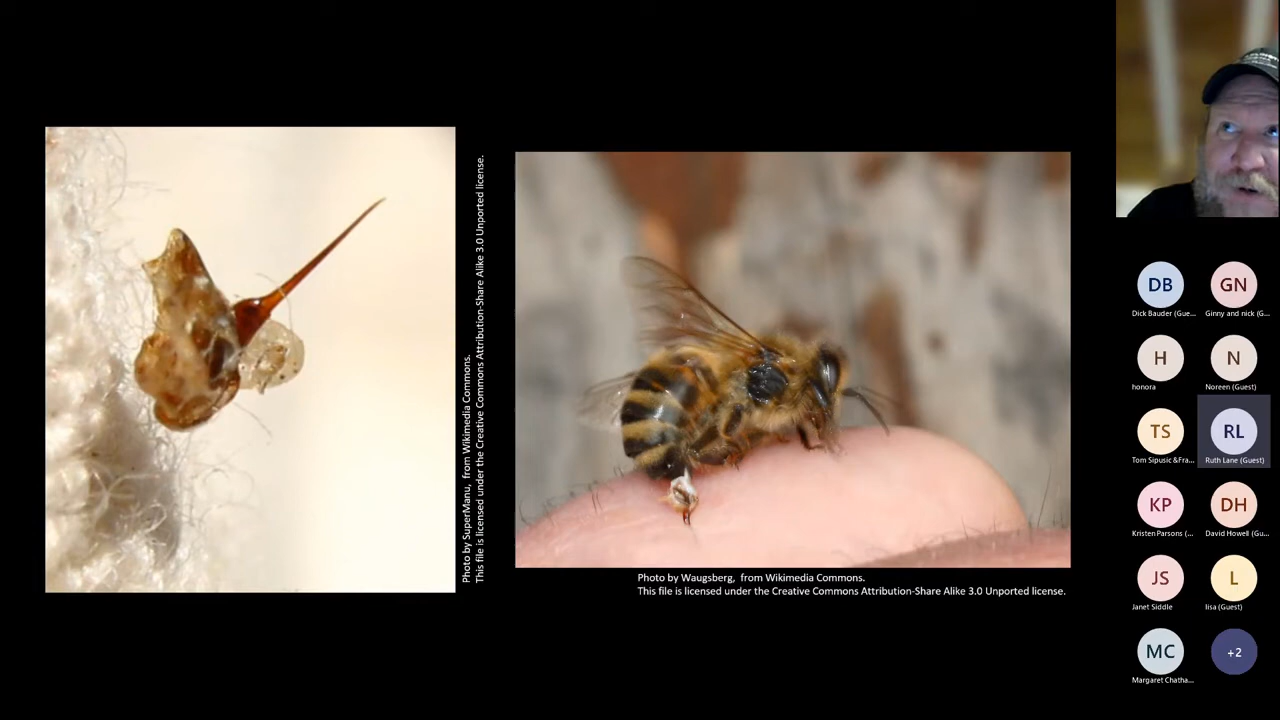 Photo by SuperManu, from Wikimedia Commons.
This file is licensed under the Creative Commons Attribution-Share Alike 3.0 Unported license.
Photo by Waugsberg, from Wikimedia Commons.
This file is licensed under the Creative Commons Attribution-Share Alike 3.0 Unported license.
DB
GN
Dick Bauder (Gue...
Ginny and nick (G...
H
N
honora
Noreen (Guest)
TS
RL
Tom Sipusic &Fra...
Ruth Lane (Guest)
KP
DH
Kristen Parsons (...
David Howell (Gu...
JS
L
Janet Siddle
lisa (Guest)
MC
+2
Margaret Chatha...